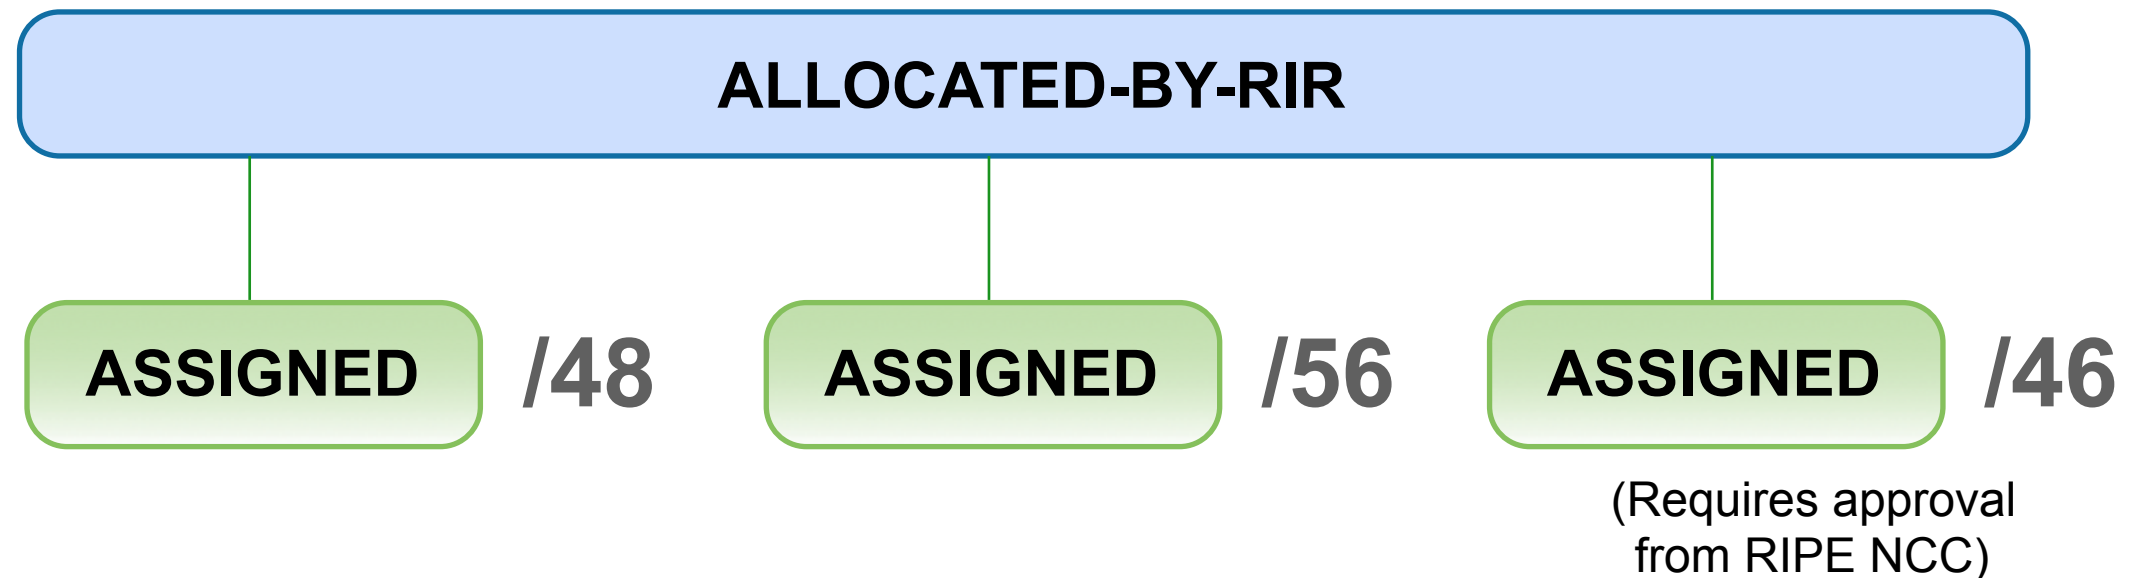 ALLOCATED-BY-RIR
ASSIGNED /48 ASSIGNED /56 ASSIGNED /46
(Requires approval
from RIPE NCC)